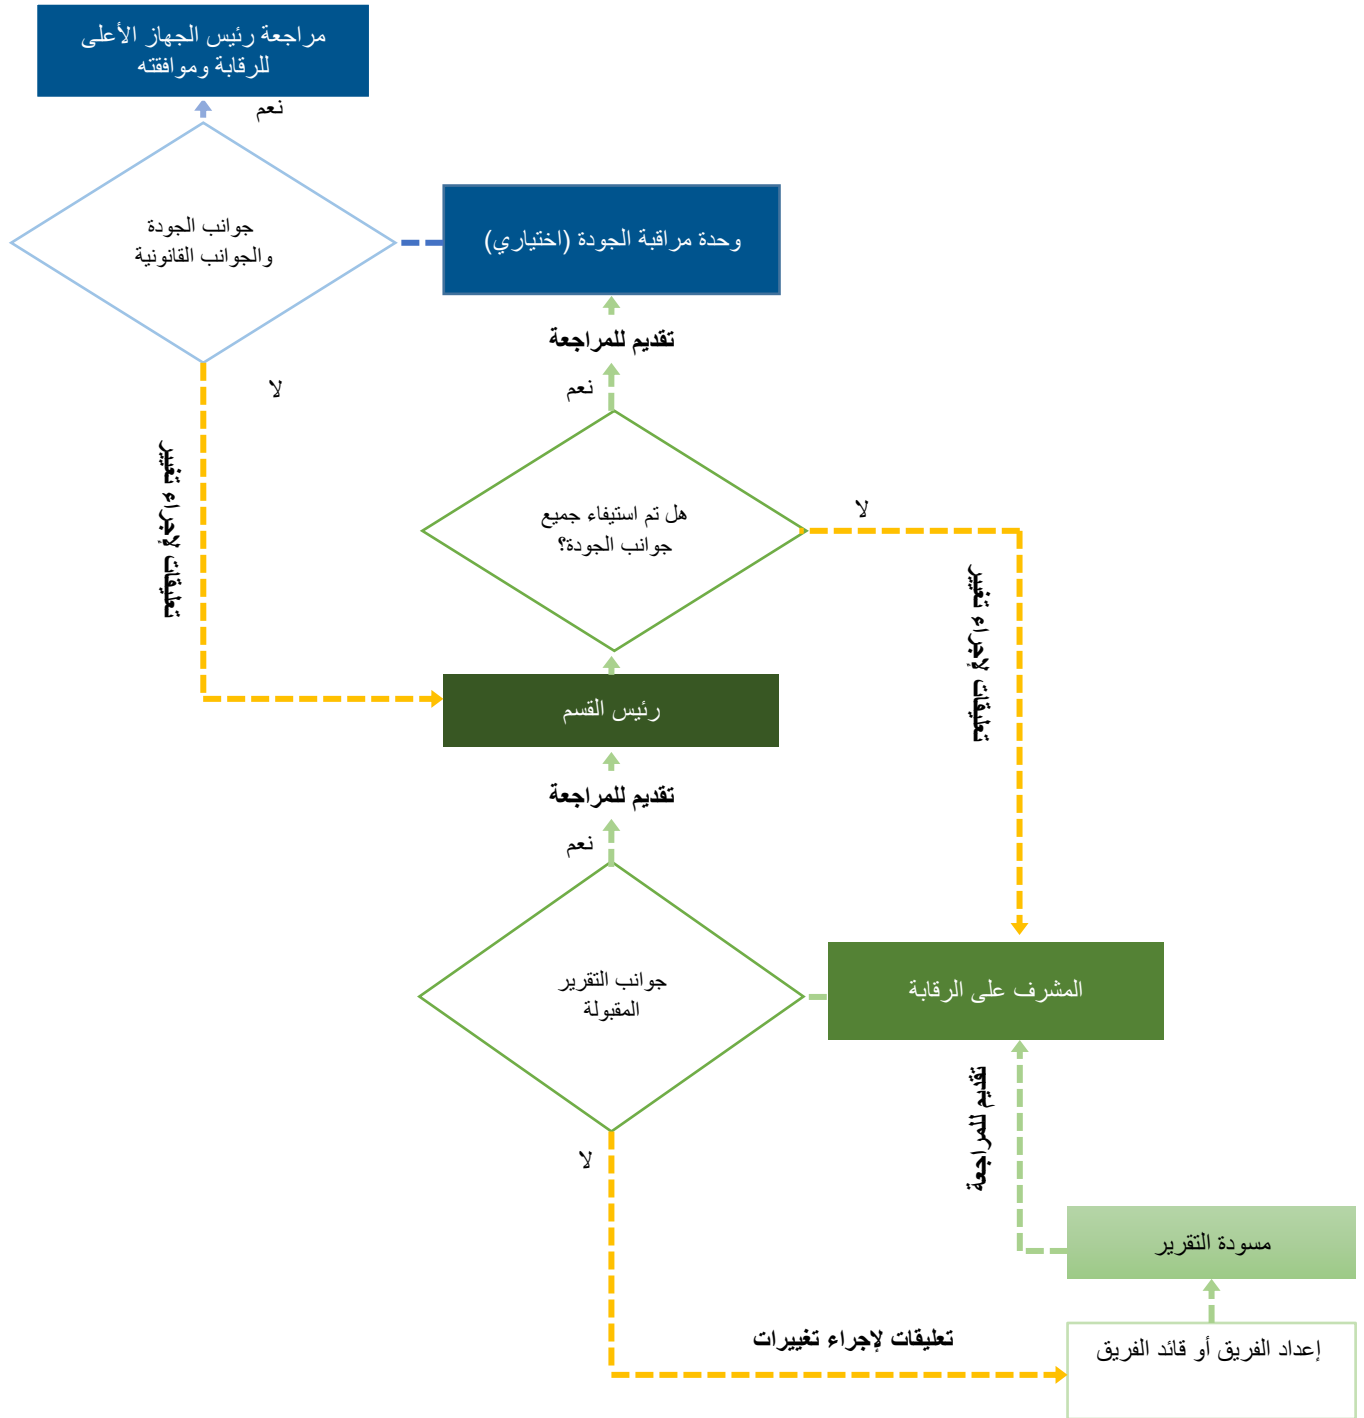 مراجعة رئيس الجهاز الأعلى
للرقابة وموافقته
نعم
جوانب الجودة
والجوانب القانونية
وحدة مراقبة الجودة (اختياري)
تقديم للمراجعة
نعم
لا
تعليقات لإجراء تغيير
هل تم استيفاء جميع
جوانب الجودة؟
لا
تعليقات لإجراء تغيير
رئيس القسم
تقديم للمراجعة
نعم
جوانب التقرير
المقبولة
المشرف على الرقابة
تقديم للمراجعة
لا
مسودة التقرير
تعليقات لإجراء تغييرات
إعداد الفريق أو قائد الفريق